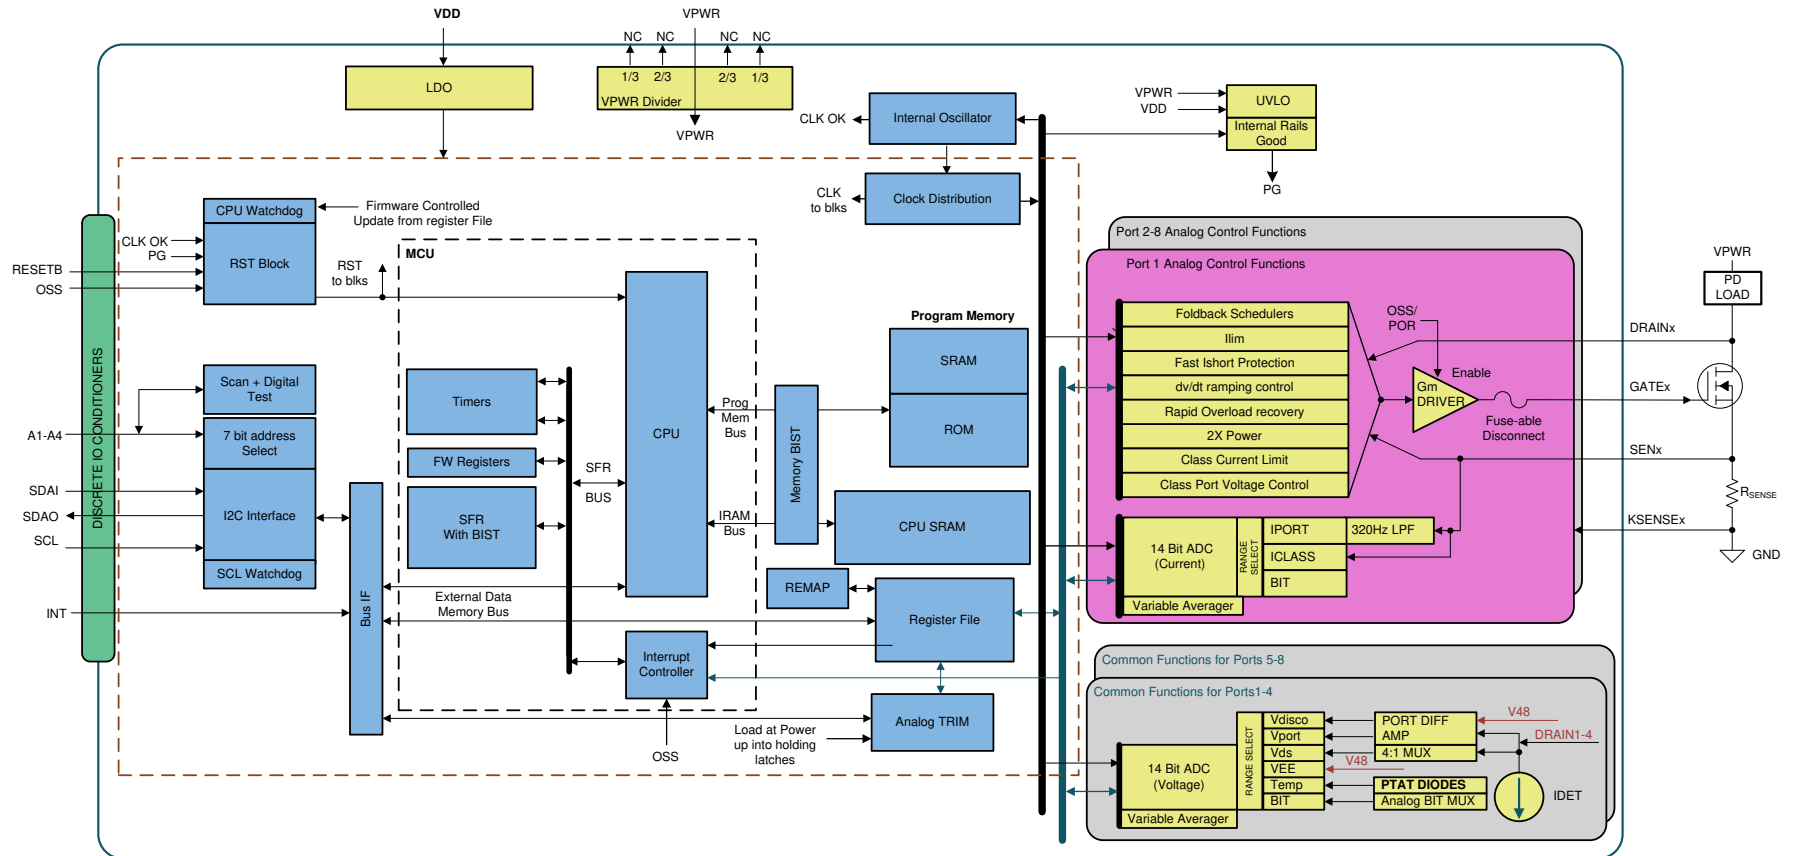 VDD
VPWR
NC
NC
NC
NC
1/3
2/3
2/3
1/3
VPWR Divider
VPWR
LDO
CLK OK
Internal Oscillator
VPWR
VDD
UVLO
Internal Rails
Good
PG
CLK
to blks
Clock Distribution
CPU Watchdog
Firmware Controlled
Update from register File
CLK OK
PG
RESETB
OSS
RST Block
RST
to blks
MCU
DISCRETE IO CONDITIONERS
Scan + Digital
Test
A1-A4
7 bit address
Select
SDAI
SDAO
SCL
I2C Interface
SCL Watchdog
INT
Bus IF
Timers
FW Registers
SFR
With BIST
SFR
BUS
CPU
External Data
Memory Bus
Interrupt
Controller
OSS
Prog
Mem
Bus
IRAM
Bus
Memory BIST
Program Memory
SRAM
ROM
CPU SRAM
REMAP
Register File
Analog TRIM
Load at Power
up into holding
latches
Port 2-8 Analog Control Functions
Port 1 Analog Control Functions
Foldback Schedulers
Ilim
Fast Ishort Protection
dv/dt ramping control
Rapid Overload recovery
2X Power
Class Current Limit
Class Port Voltage Control
OSS/
POR
Enable
Gm
DRIVER
Fuse-able
Disconnect
VPWR
PD
LOAD
DRAINx
GATEx
SENx
RSENSE
KSENSEx
GND
14 Bit ADC
(Current)
RANGE
SELECT
IPORT
320Hz LPF
ICLASS
BIT
Variable Averager
Common Functions for Ports 5-8
Common Functions for Ports1-4
14 Bit ADC
(Voltage)
Variable Averager
RANGE SELECT
Vdisco
Vport
Vds
VEE
Temp
BIT
PORT DIFF
AMP
4:1 MUX
V48
DRAIN1-4
V48
PTAT DIODES
Analog BIT MUX
IDET